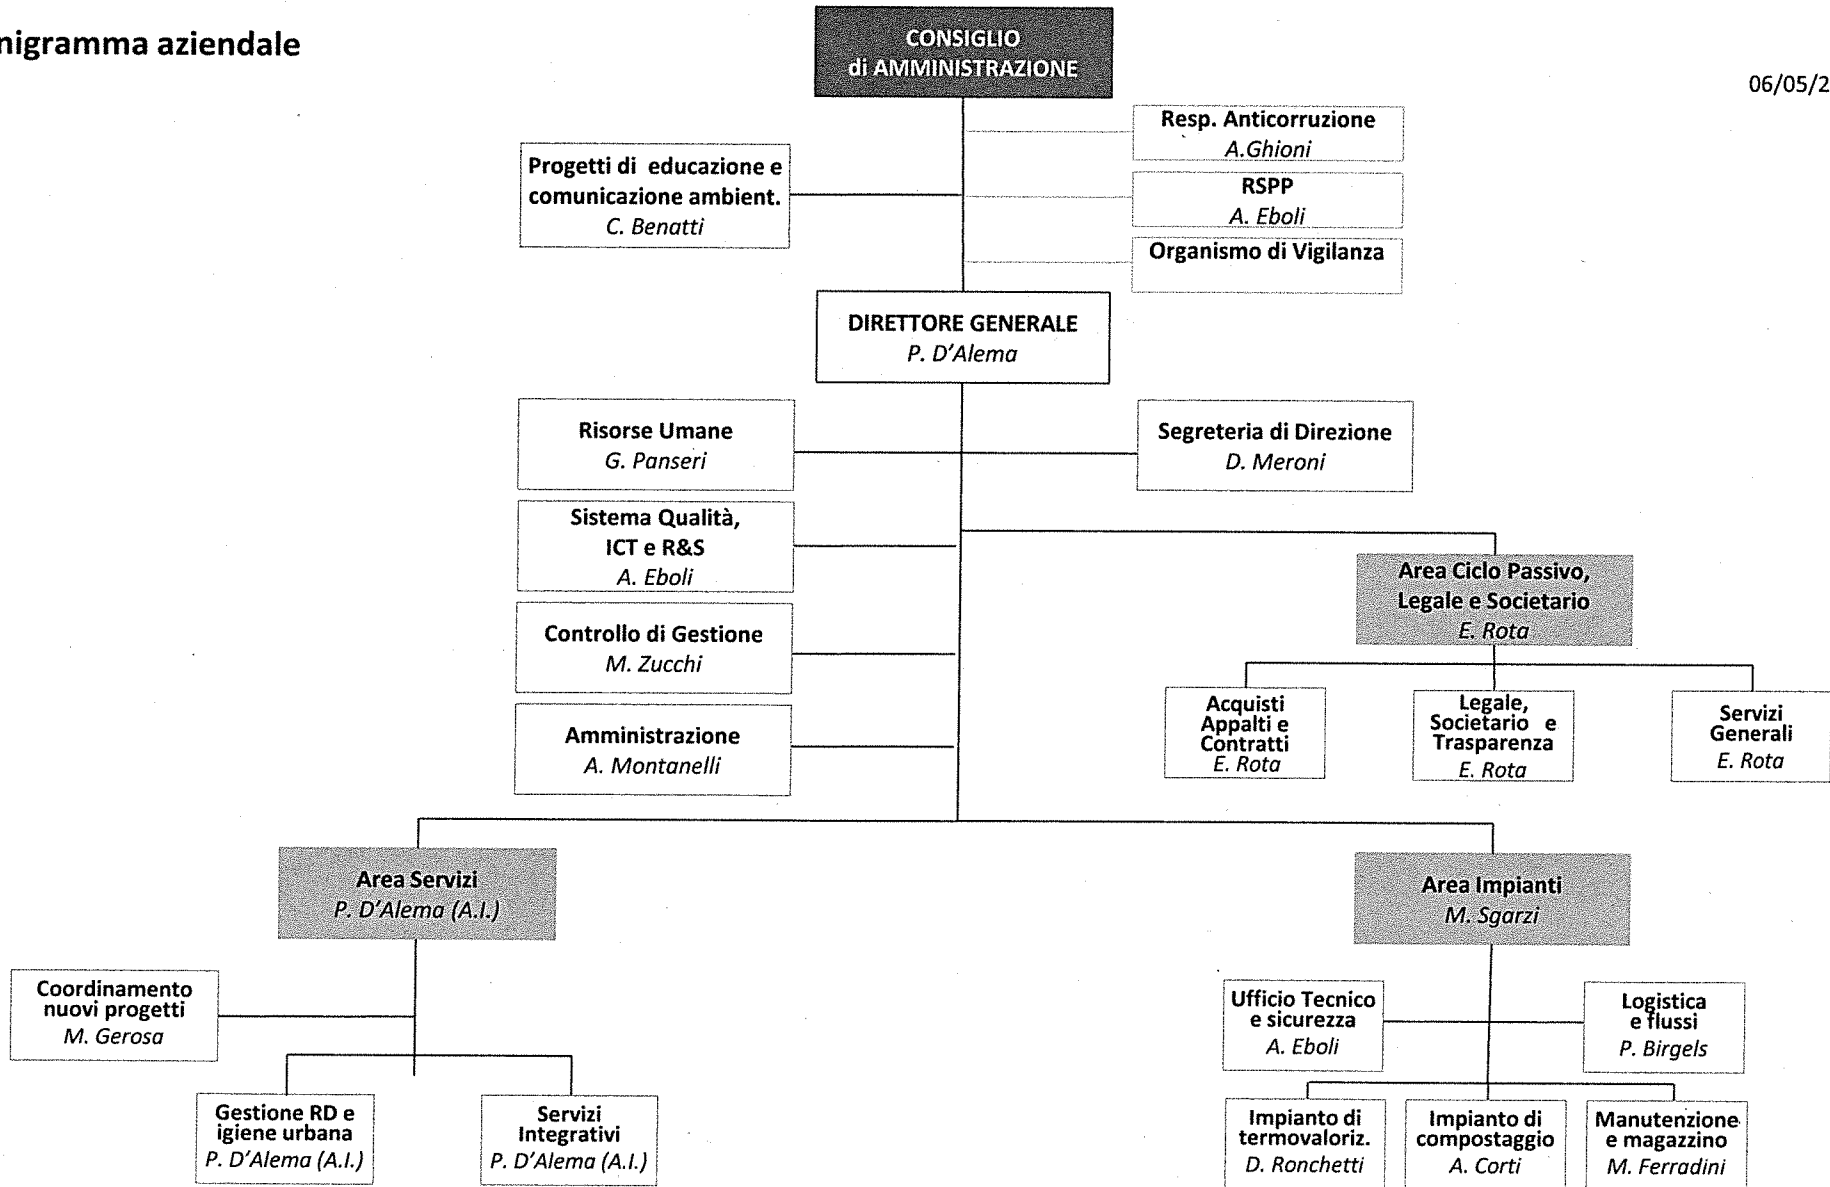 nigramma aziendale
CONSIGLIO
di AMMINISTRAZIONE
06/05/2
Resp. Anticorruzione
A.Ghioni
Progetti di educazione e
comunicazione ambient.
C. Benatti
RSPP
A. Eboli
Organismo di Vigilanza
DIRETTORE GENERALE
P. D'Alema
Risorse Umane
G. Panseri
Segreteria di Direzione
D. Meroni
Sistema Qualità,
ICT e R&S
A. Eboli
Area Ciclo Passivo,
Legale e Societario
E. Rota
Controllo di Gestione
M. Zucchi
Acquisti
Appalti e
Contratti
E. Rota
Legale,
Societario e
Trasparenza
E. Rota
Servizi
Generali
E. Rota
Amministrazione
A. Montanelli
Area Servizi
P. D'Alema (A.I.)
Area Impianti
M. Sgarzi
Coordinamento
nuovi progetti
M. Gerosa
Ufficio Tecnico
e sicurezza
A. Eboli
Logistica
e flussi
P. Birgels
Gestione RD e
igiene urbana
P. D'Alema (A.I.)
Servizi
Integrativi
P. D'Alema (A.I.)
Impianto di
termovaloriz.
D. Ronchetti
Impianto di
compostaggio
A. Corti
Manutenzione
e magazzino
M. Ferradini